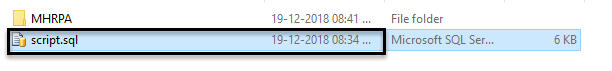 MHRPA 19-12-2018 08:41 ... File folder
script.sql 19-12-2018 08:34 ... Microsoft SQL Ser... 6 KB